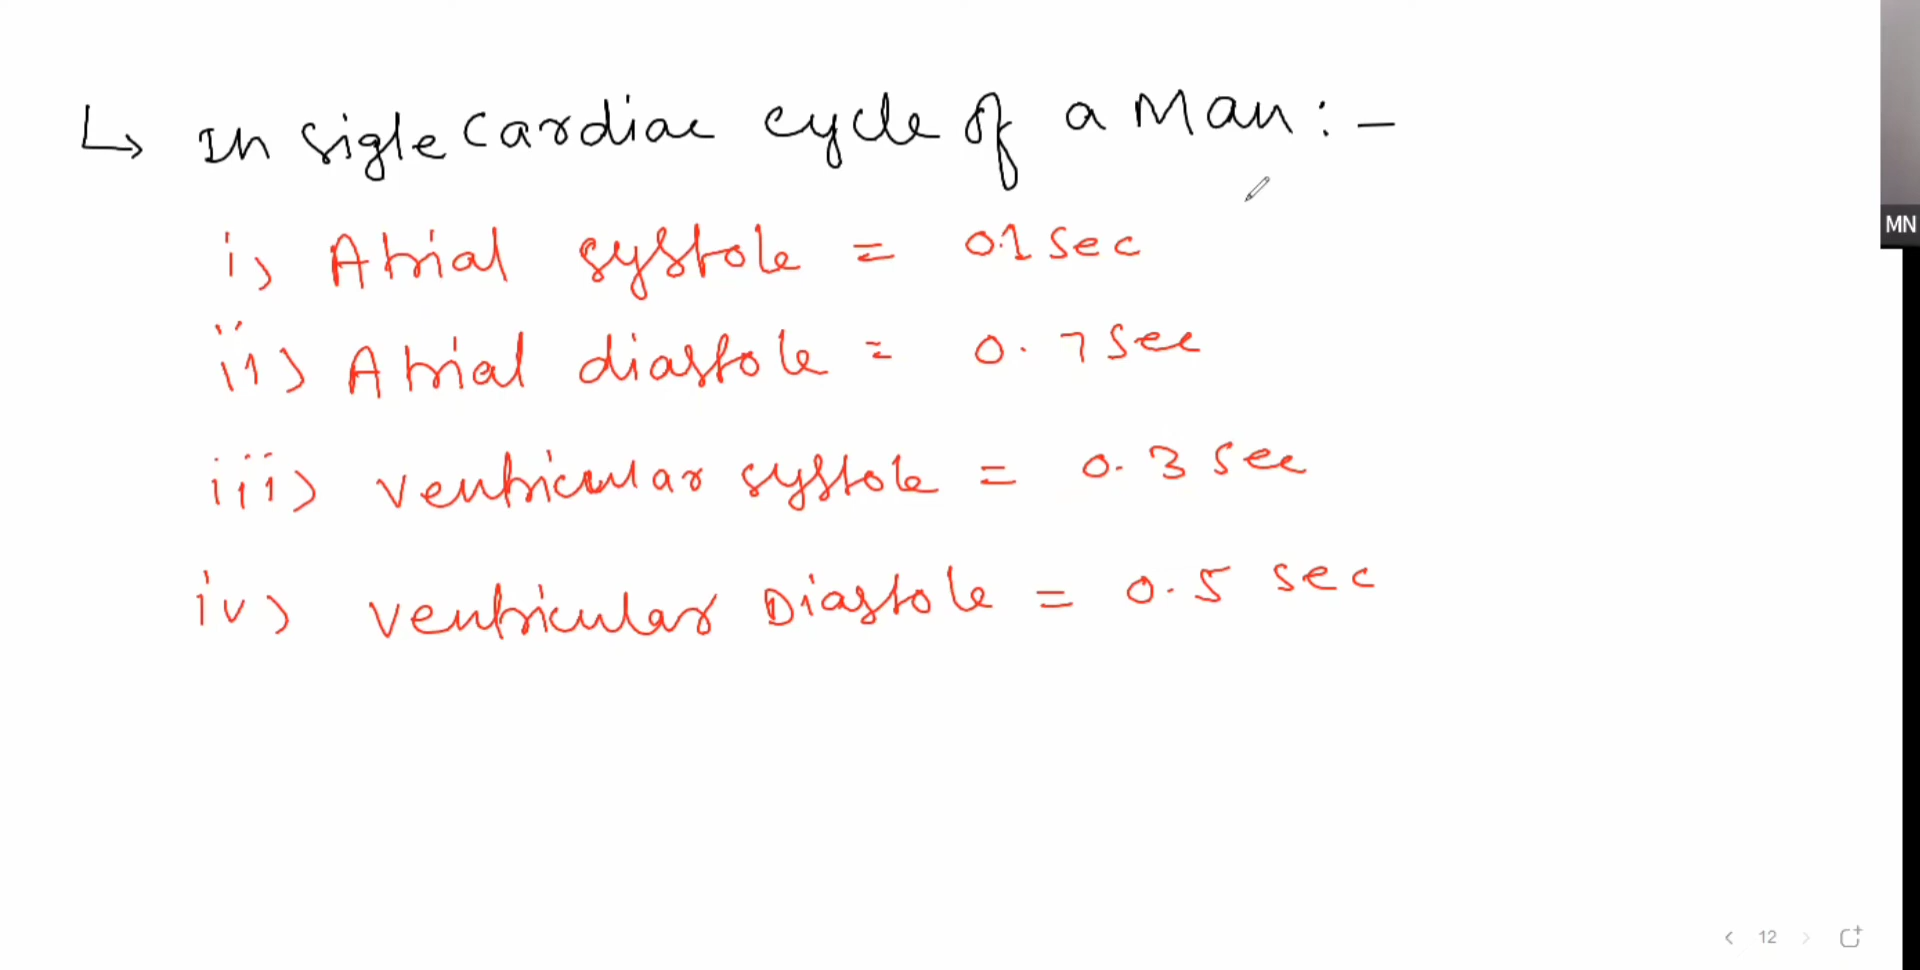 ↳ In sigle cardiac cycle of a Man : -
MN
i) Atrial systole = 0.1 sec
ii) Atrial diastole = 0.7 sec
iii) ventricular systole = 0.3 sec
iv) ventricular Diastole = 0.5 sec
< 12 >